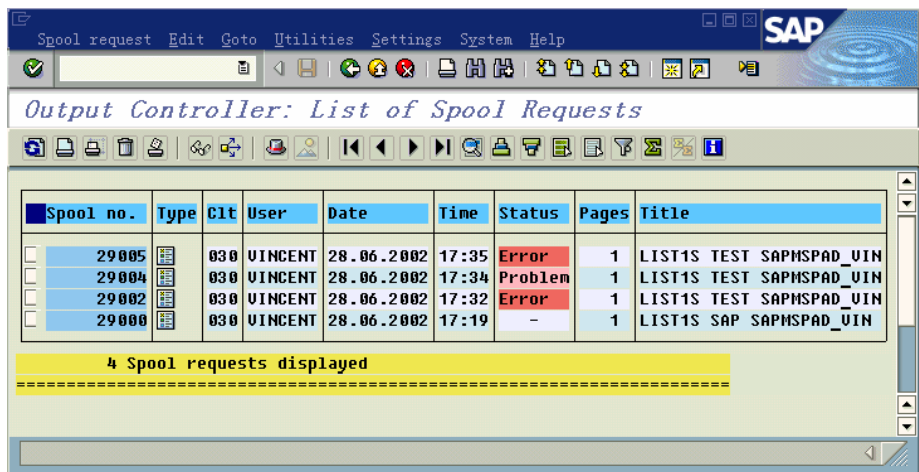 Spool request Edit Goto Utilities Settings System Help
SAP
Output Controller: List of Spool Requests
Spool no. Type Clt User Date Time Status Pages Title
29005 030 VINCENT 28.06.2002 17:35 Error 1 LIST1S TEST SAPMSPAD_VIN
29004 030 VINCENT 28.06.2002 17:34 Problem 1 LIST1S TEST SAPMSPAD_VIN
29002 030 VINCENT 28.06.2002 17:32 Error 1 LIST1S TEST SAPMSPAD_VIN
29000 030 VINCENT 28.06.2002 17:19 - 1 LIST1S SAP SAPMSPAD_VIN
4 Spool requests displayed